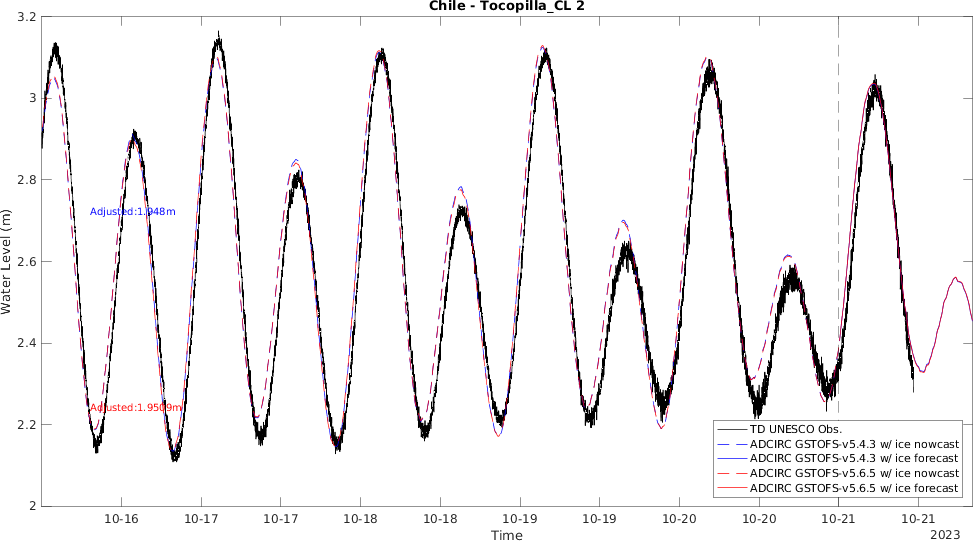 Chile - Tocopilla_CL 2
3.2
3
2.8
2.6
2.4
2.2
2
Water Level (m)
Adjusted:1.948m
Adjusted:1.9509m
TD UNESCO Obs.
ADCIRC GSTOFS-v5.4.3 w/ ice nowcast
ADCIRC GSTOFS-v5.4.3 w/ ice forecast
ADCIRC GSTOFS-v5.6.5 w/ ice nowcast
ADCIRC GSTOFS-v5.6.5 w/ ice forecast
10-16 10-17 10-17 10-18 10-18 10-19 10-19 10-20 10-20 10-21 10-21
Time
2023